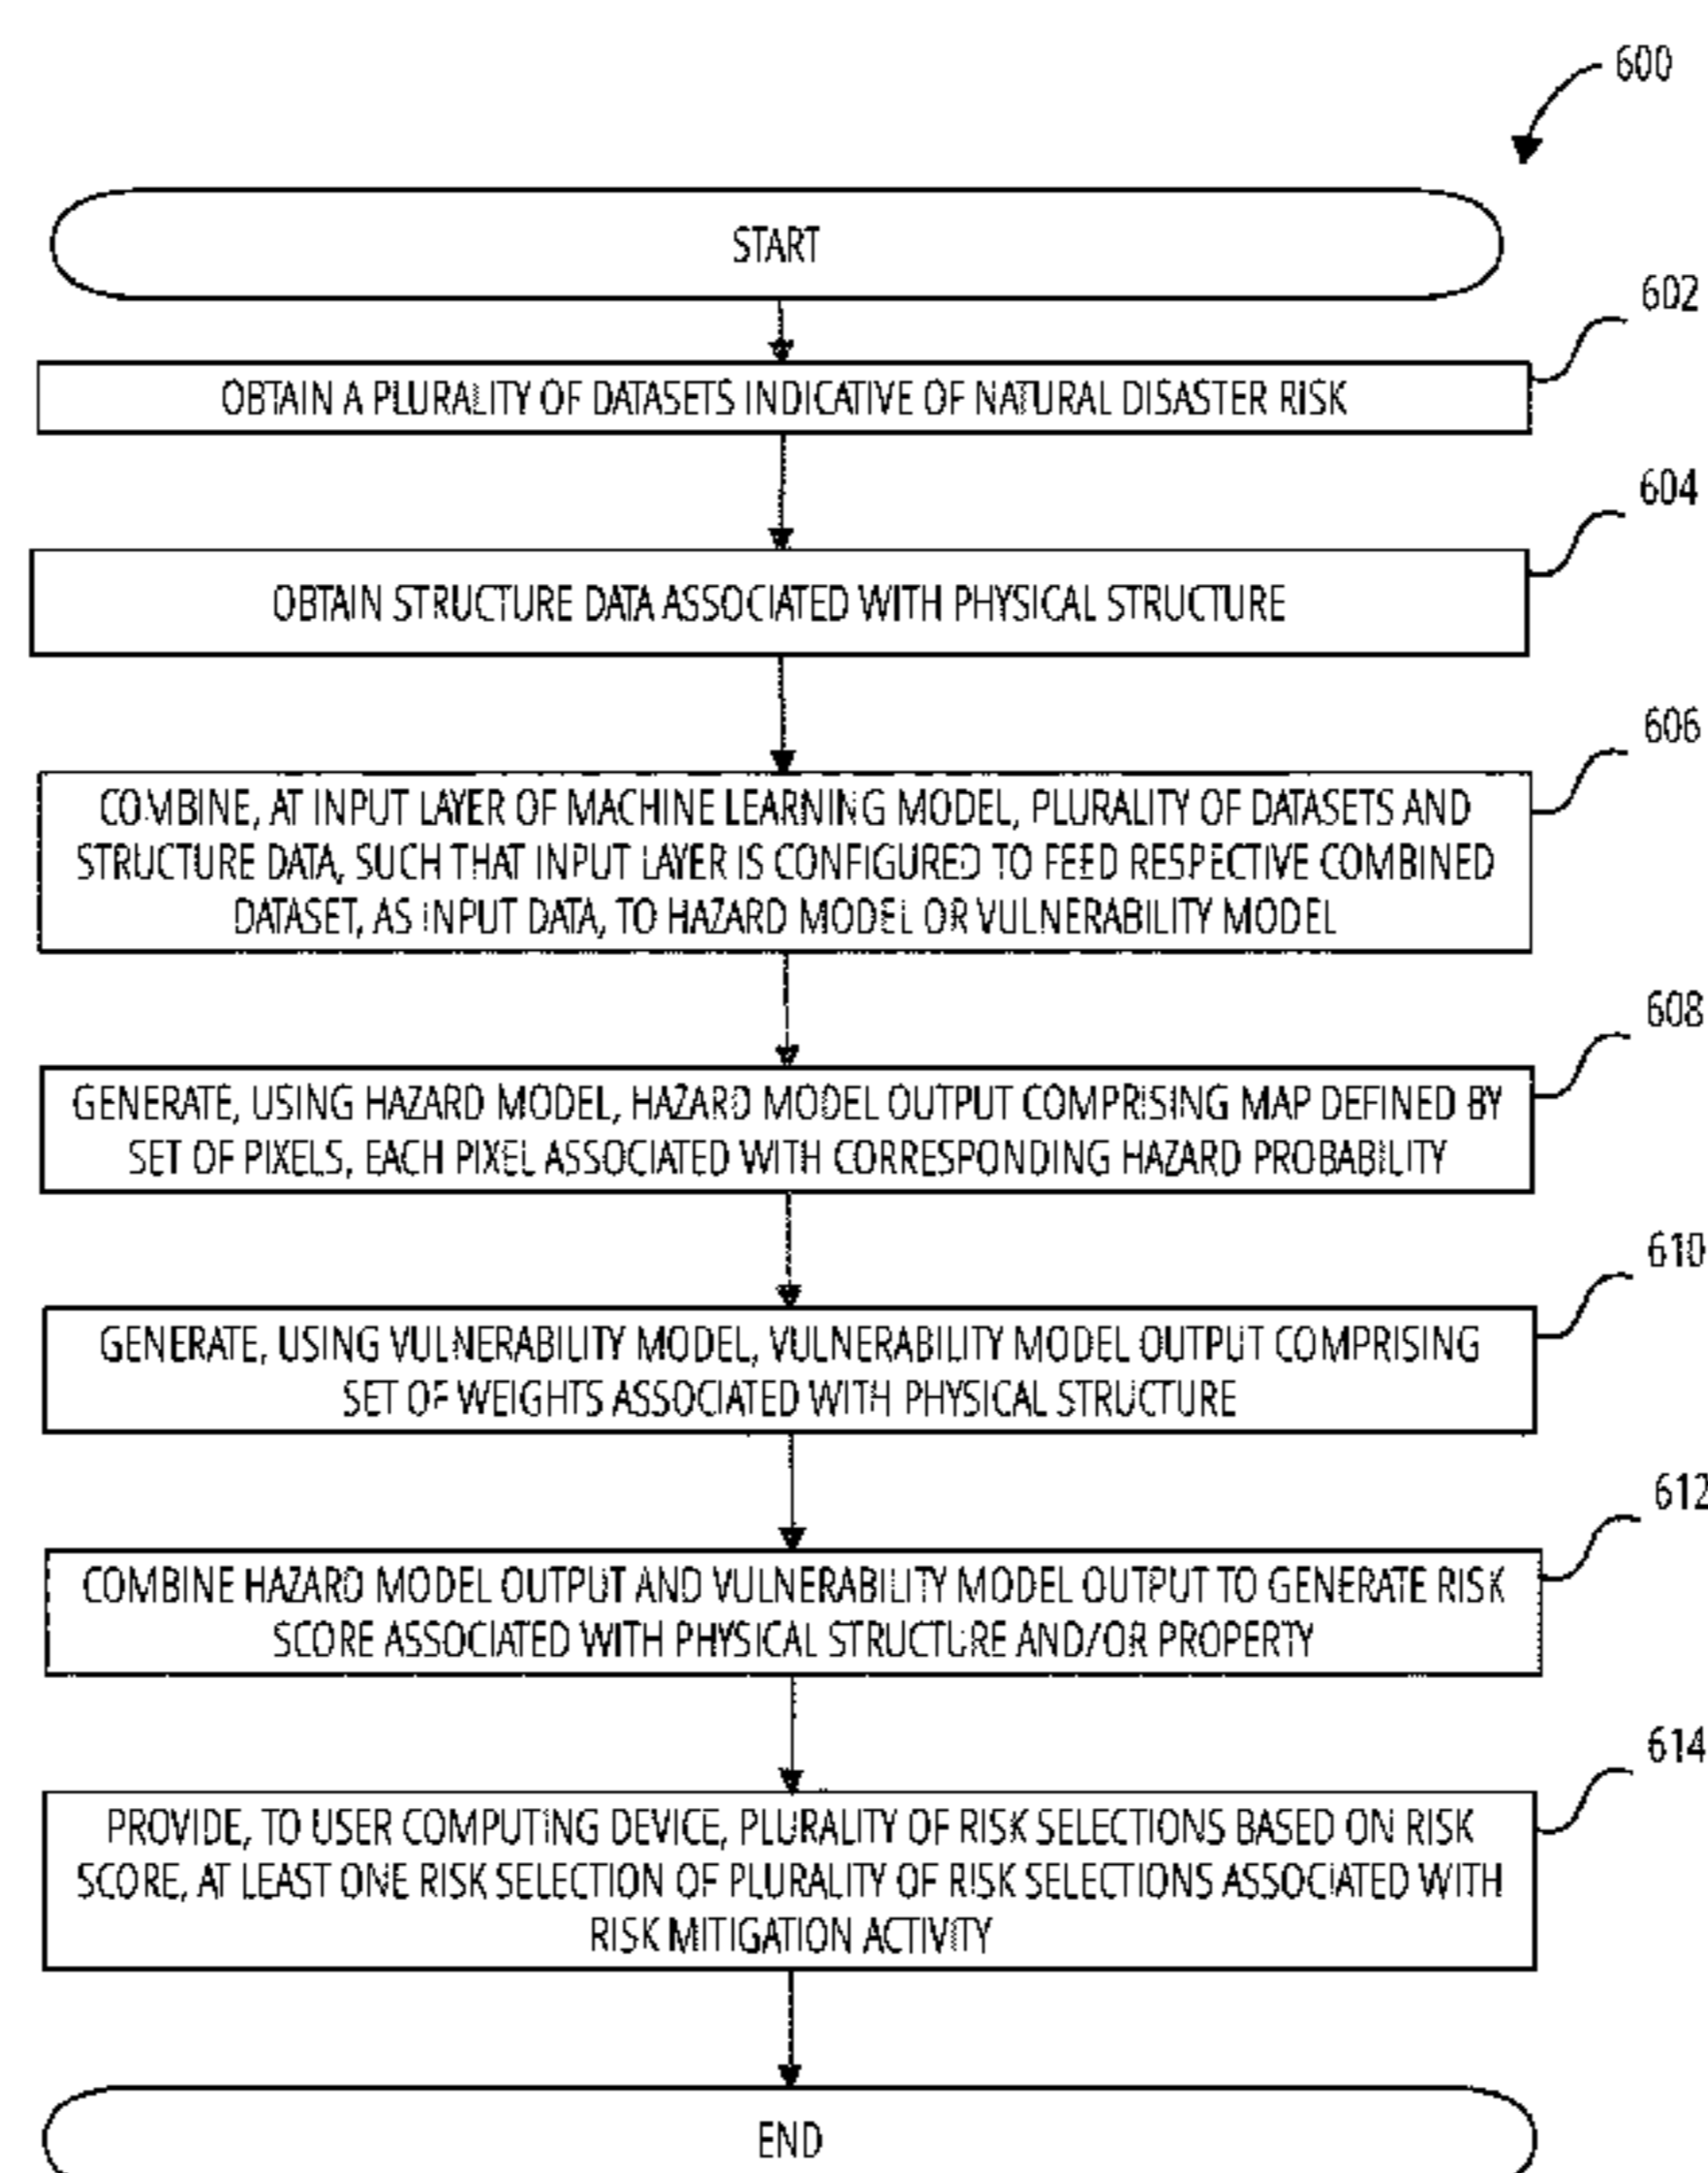 600
START
602
OBTAIN A PLURALITY OF DATASETS INDICATIVE OF NATURAL DISASTER RISK
604
OBTAIN STRUCTURE DATA ASSOCIATED WITH PHYSICAL STRUCTURE
606
COMBINE, AT INPUT LAYER OF MACHINE LEARNING MODEL, PLURALITY OF DATASETS AND
STRUCTURE DATA, SUCH THAT INPUT LAYER IS CONFIGURED TO FEED RESPECTIVE COMBINED
DATASET, AS INPUT DATA, TO HAZARD MODEL OR VULNERABILITY MODEL
608
GENERATE, USING HAZARD MODEL, HAZARD MODEL OUTPUT COMPRISING MAP DEFINED BY
SET OF PIXELS, EACH PIXEL ASSOCIATED WITH CORRESPONDING HAZARD PROBABILITY
610
GENERATE, USING VULNERABILITY MODEL, VULNERABILITY MODEL OUTPUT COMPRISING
SET OF WEIGHTS ASSOCIATED WITH PHYSICAL STRUCTURE
612
COMBINE HAZARD MODEL OUTPUT AND VULNERABILITY MODEL OUTPUT TO GENERATE RISK
SCORE ASSOCIATED WITH PHYSICAL STRUCTURE AND/OR PROPERTY
614
PROVIDE, TO USER COMPUTING DEVICE, PLURALITY OF RISK SELECTIONS BASED ON RISK
SCORE, AT LEAST ONE RISK SELECTION OF PLURALITY OF RISK SELECTIONS ASSOCIATED WITH
RISK MITIGATION ACTIVITY
END